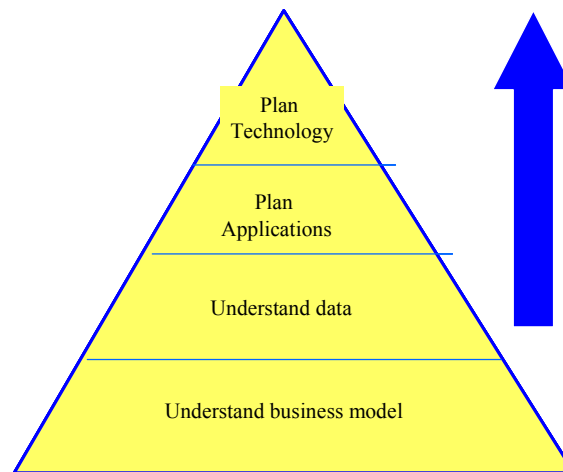 Plan
Technology
Plan
Applications
Understand data
Understand business model